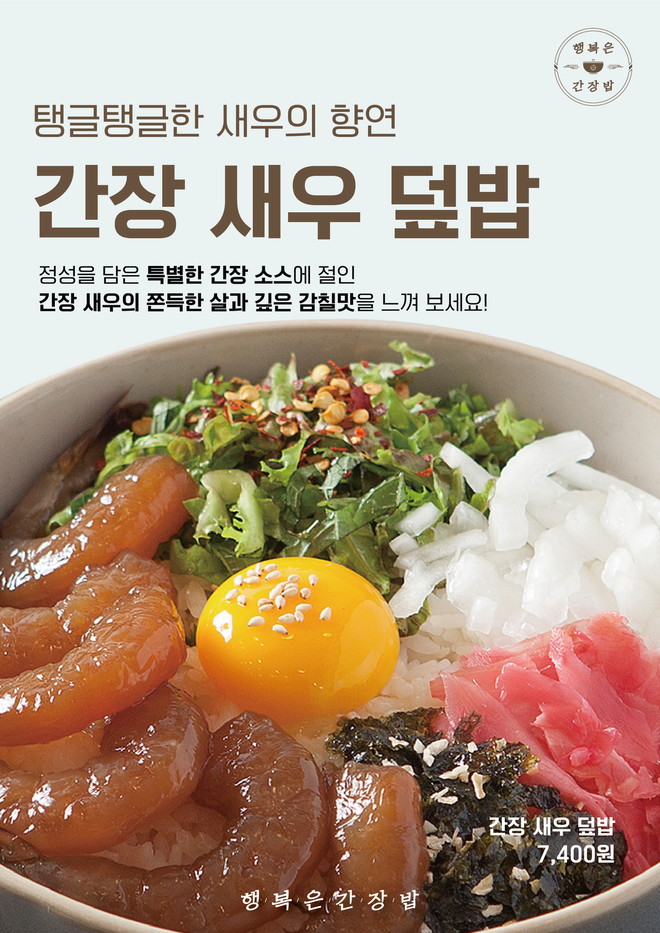 행복은
간장밥
탱글탱글한 새우의 향연
간장 새우 덮밥
정성을 담은 특별한 간장 소스에 절인
간장 새우의 쫀득한 살과 깊은 감칠맛을 느껴 보세요!
간장 새우 덮밥
7,400원
행복은간장밥